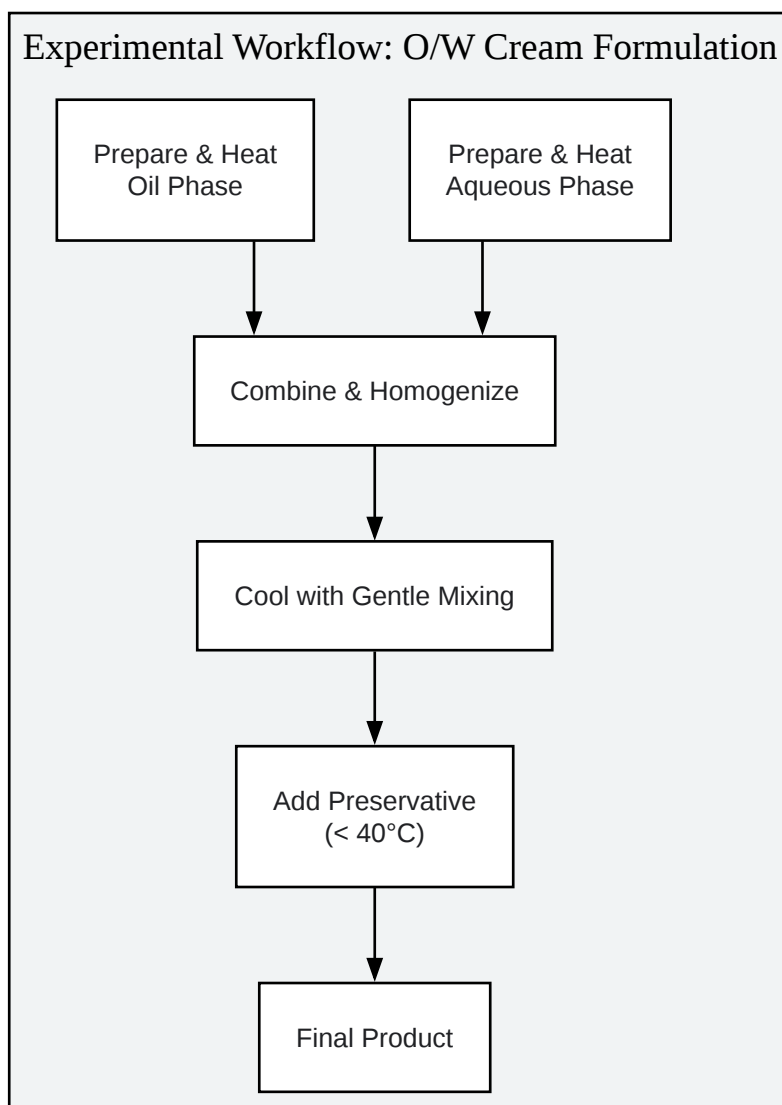 Experimental Workflow: O/W Cream Formulation
Prepare & Heat
Oil Phase
Prepare & Heat
Aqueous Phase
Combine & Homogenize
Cool with Gentle Mixing
Add Preservative
(< 40°C)
Final Product